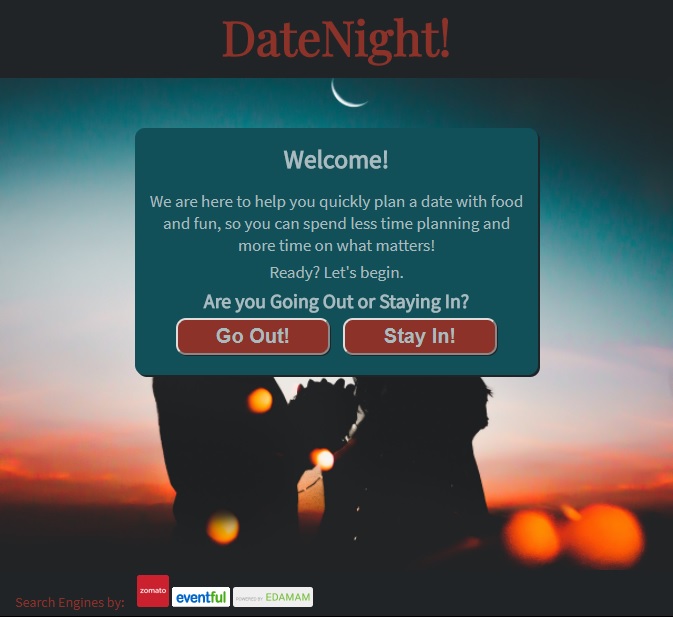 DateNight!
Welcome!
We are here to help you quickly plan a date with food
and fun, so you can spend less time planning and
more time on what matters!
Ready? Let's begin.
Are you Going Out or Staying In?
Go Out! Stay In!
Search Engines by: zomato eventful POWERED BY EDAMAM